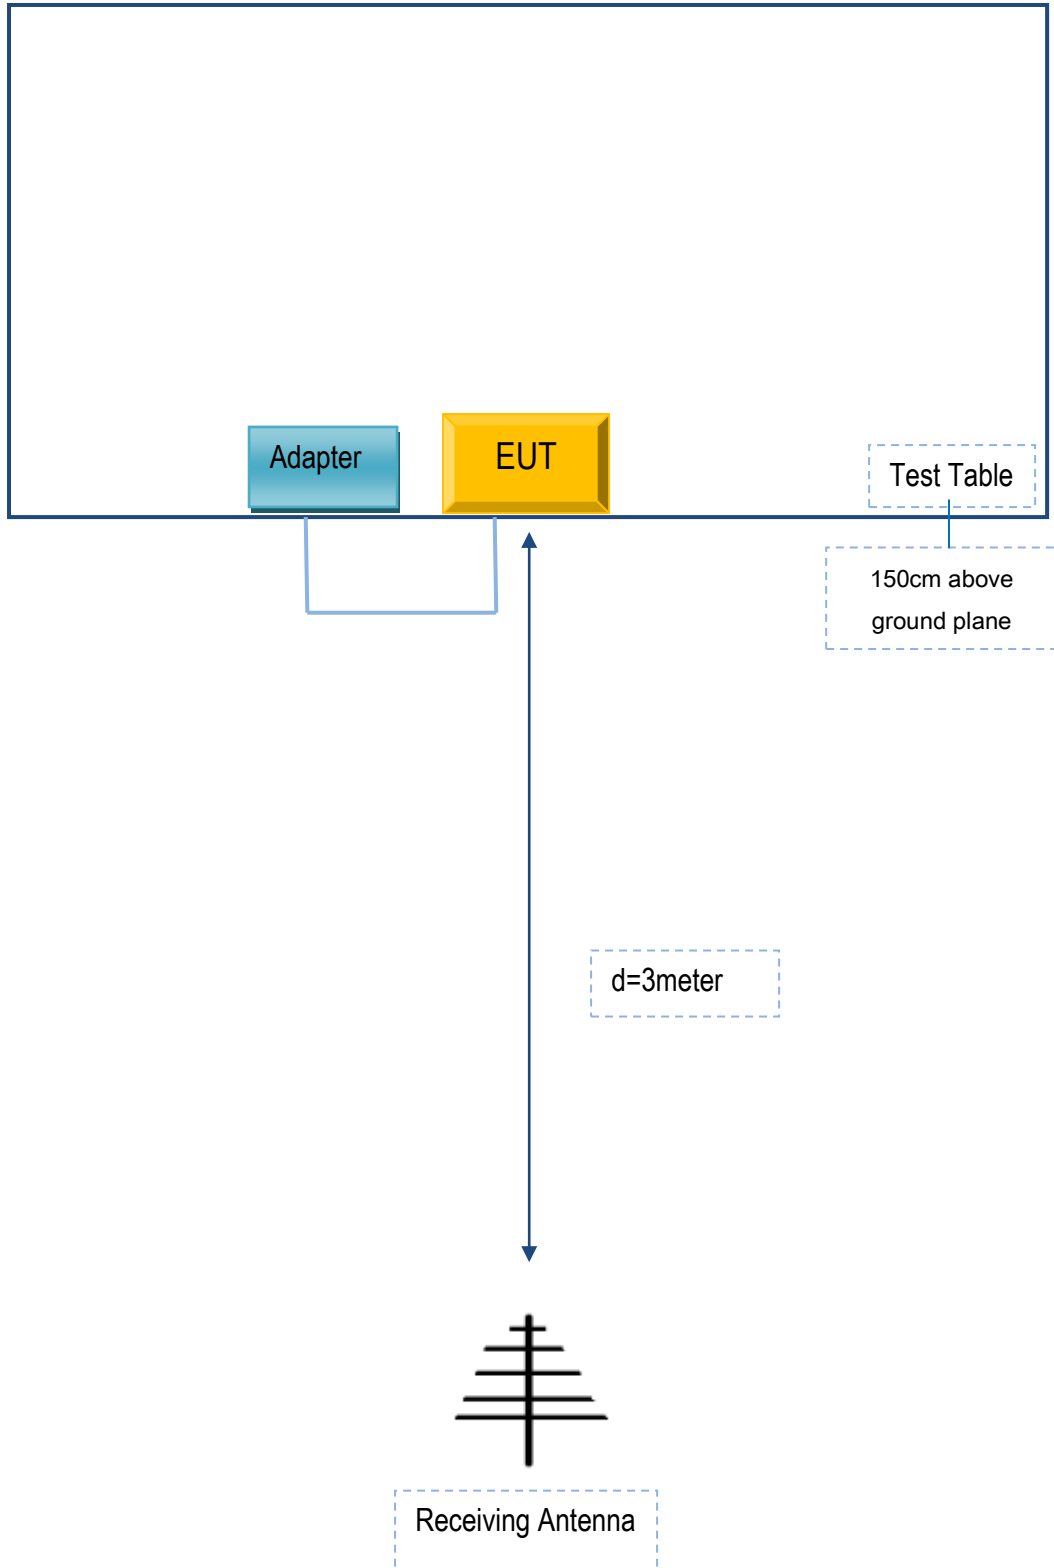 Adapter
EUT
Test Table
150cm above
ground plane
d=3meter
Receiving Antenna